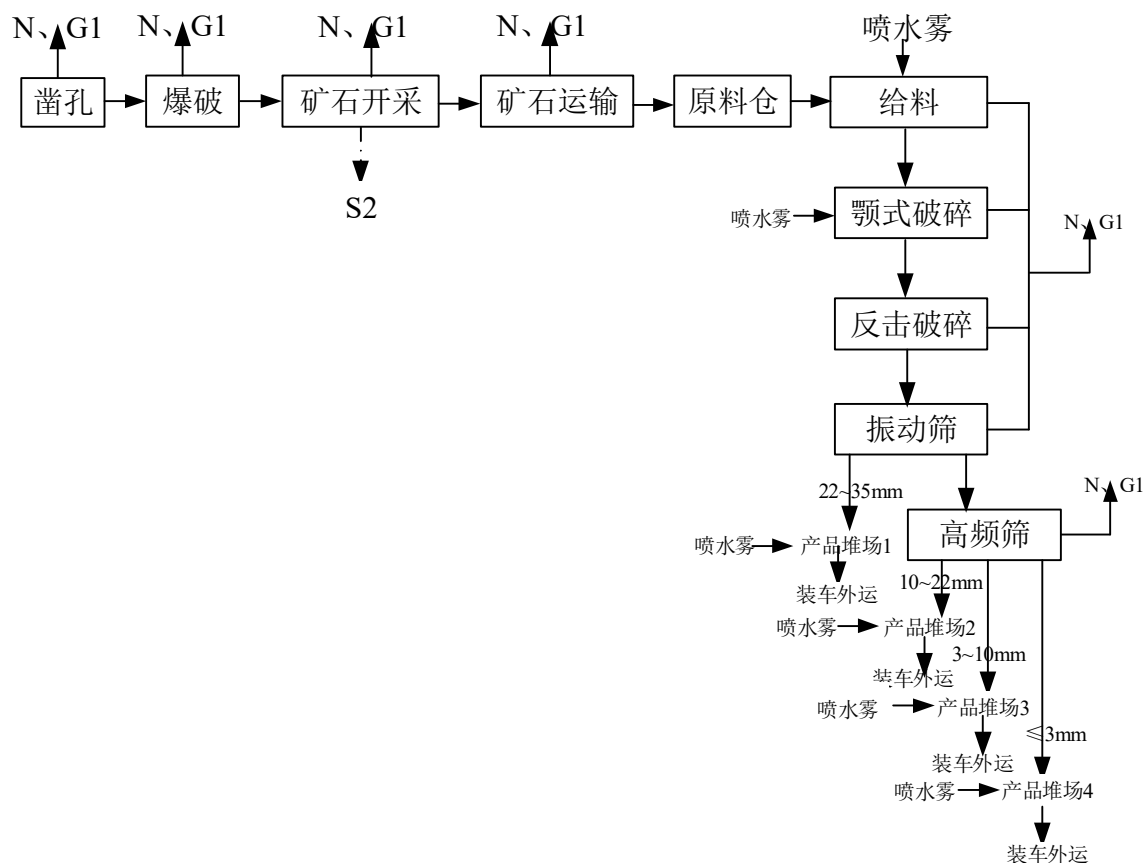 N、G1
N、G1
N、G1
N、G1
喷水雾
凿孔
爆破
矿石开采
矿石运输
原料仓
给料
S2
喷水雾
颚式破碎
N、G1
反击破碎
振动筛
22~35mm
N、G1
高频筛
喷水雾
产品堆场1
装车外运
10~22mm
喷水雾
产品堆场2
3~10mm
装车外运
喷水雾
产品堆场3
≤3mm
装车外运
喷水雾
产品堆场4
装车外运